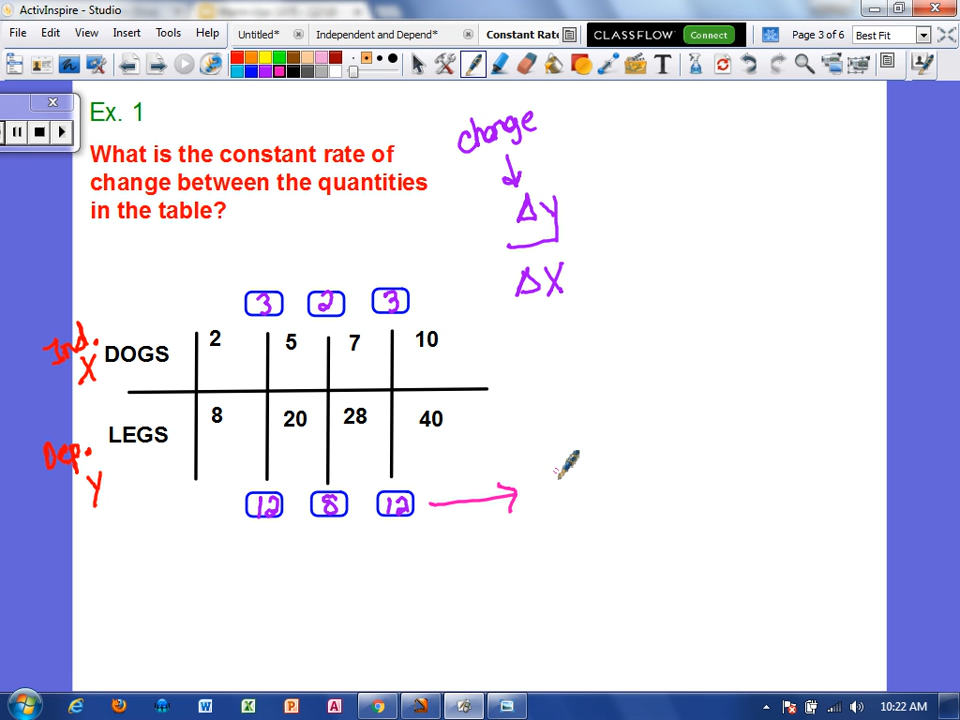 ActivInspire - Studio
File Edit View Insert Tools Help Untitled* Independent and Depend* Constant Rate CLASSFLOW Connect Page 3 of 6 Best Fit
Ex. 1
What is the constant rate of
change between the quantities
in the table?
change
ΔY
ΔX
3 2 3
Ind.
X
DOGS 2 5 7 10
LEGS 8 20 28 40
Dep.
Y
12 8 12
10:22 AM